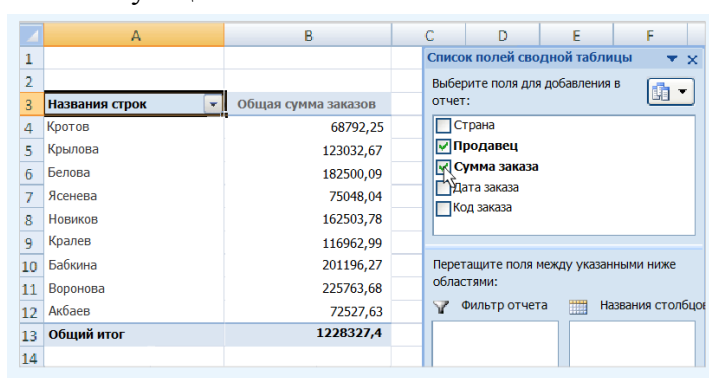 A B C D E F
1 Список полей сводной таблицы
2 Выберите поля для добавления в отчет:
3 Названия строк Общая сумма заказов
4 Кротов 68792,25 Страна
5 Крылова 123032,67 Продавец
6 Белова 182500,09 Сумма заказа
7 Ясенева 75048,04 Дата заказа
8 Новиков 162503,78 Код заказа
9 Кралев 116962,99
10 Бабкина 201196,27 Перетащите поля между указанными ниже
11 Воронова 225763,68 областями:
12 Акбаев 72527,63 Фильтр отчета Названия столбцов
13 Общий итог 1228327,4
14